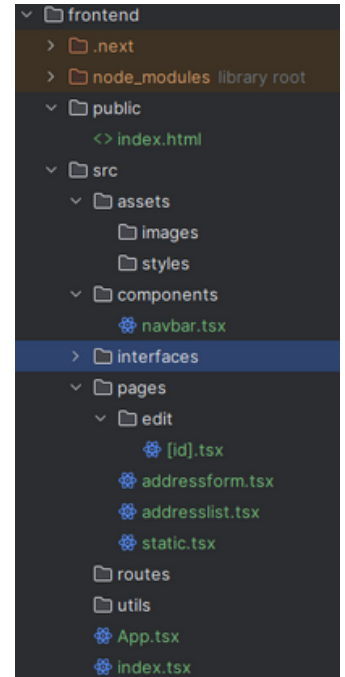 frontend
.next
node_modules library root
public
<> index.html
src
assets
images
styles
components
navbar.tsx
interfaces
pages
edit
[id].tsx
addressform.tsx
addresslist.tsx
static.tsx
routes
utils
App.tsx
index.tsx